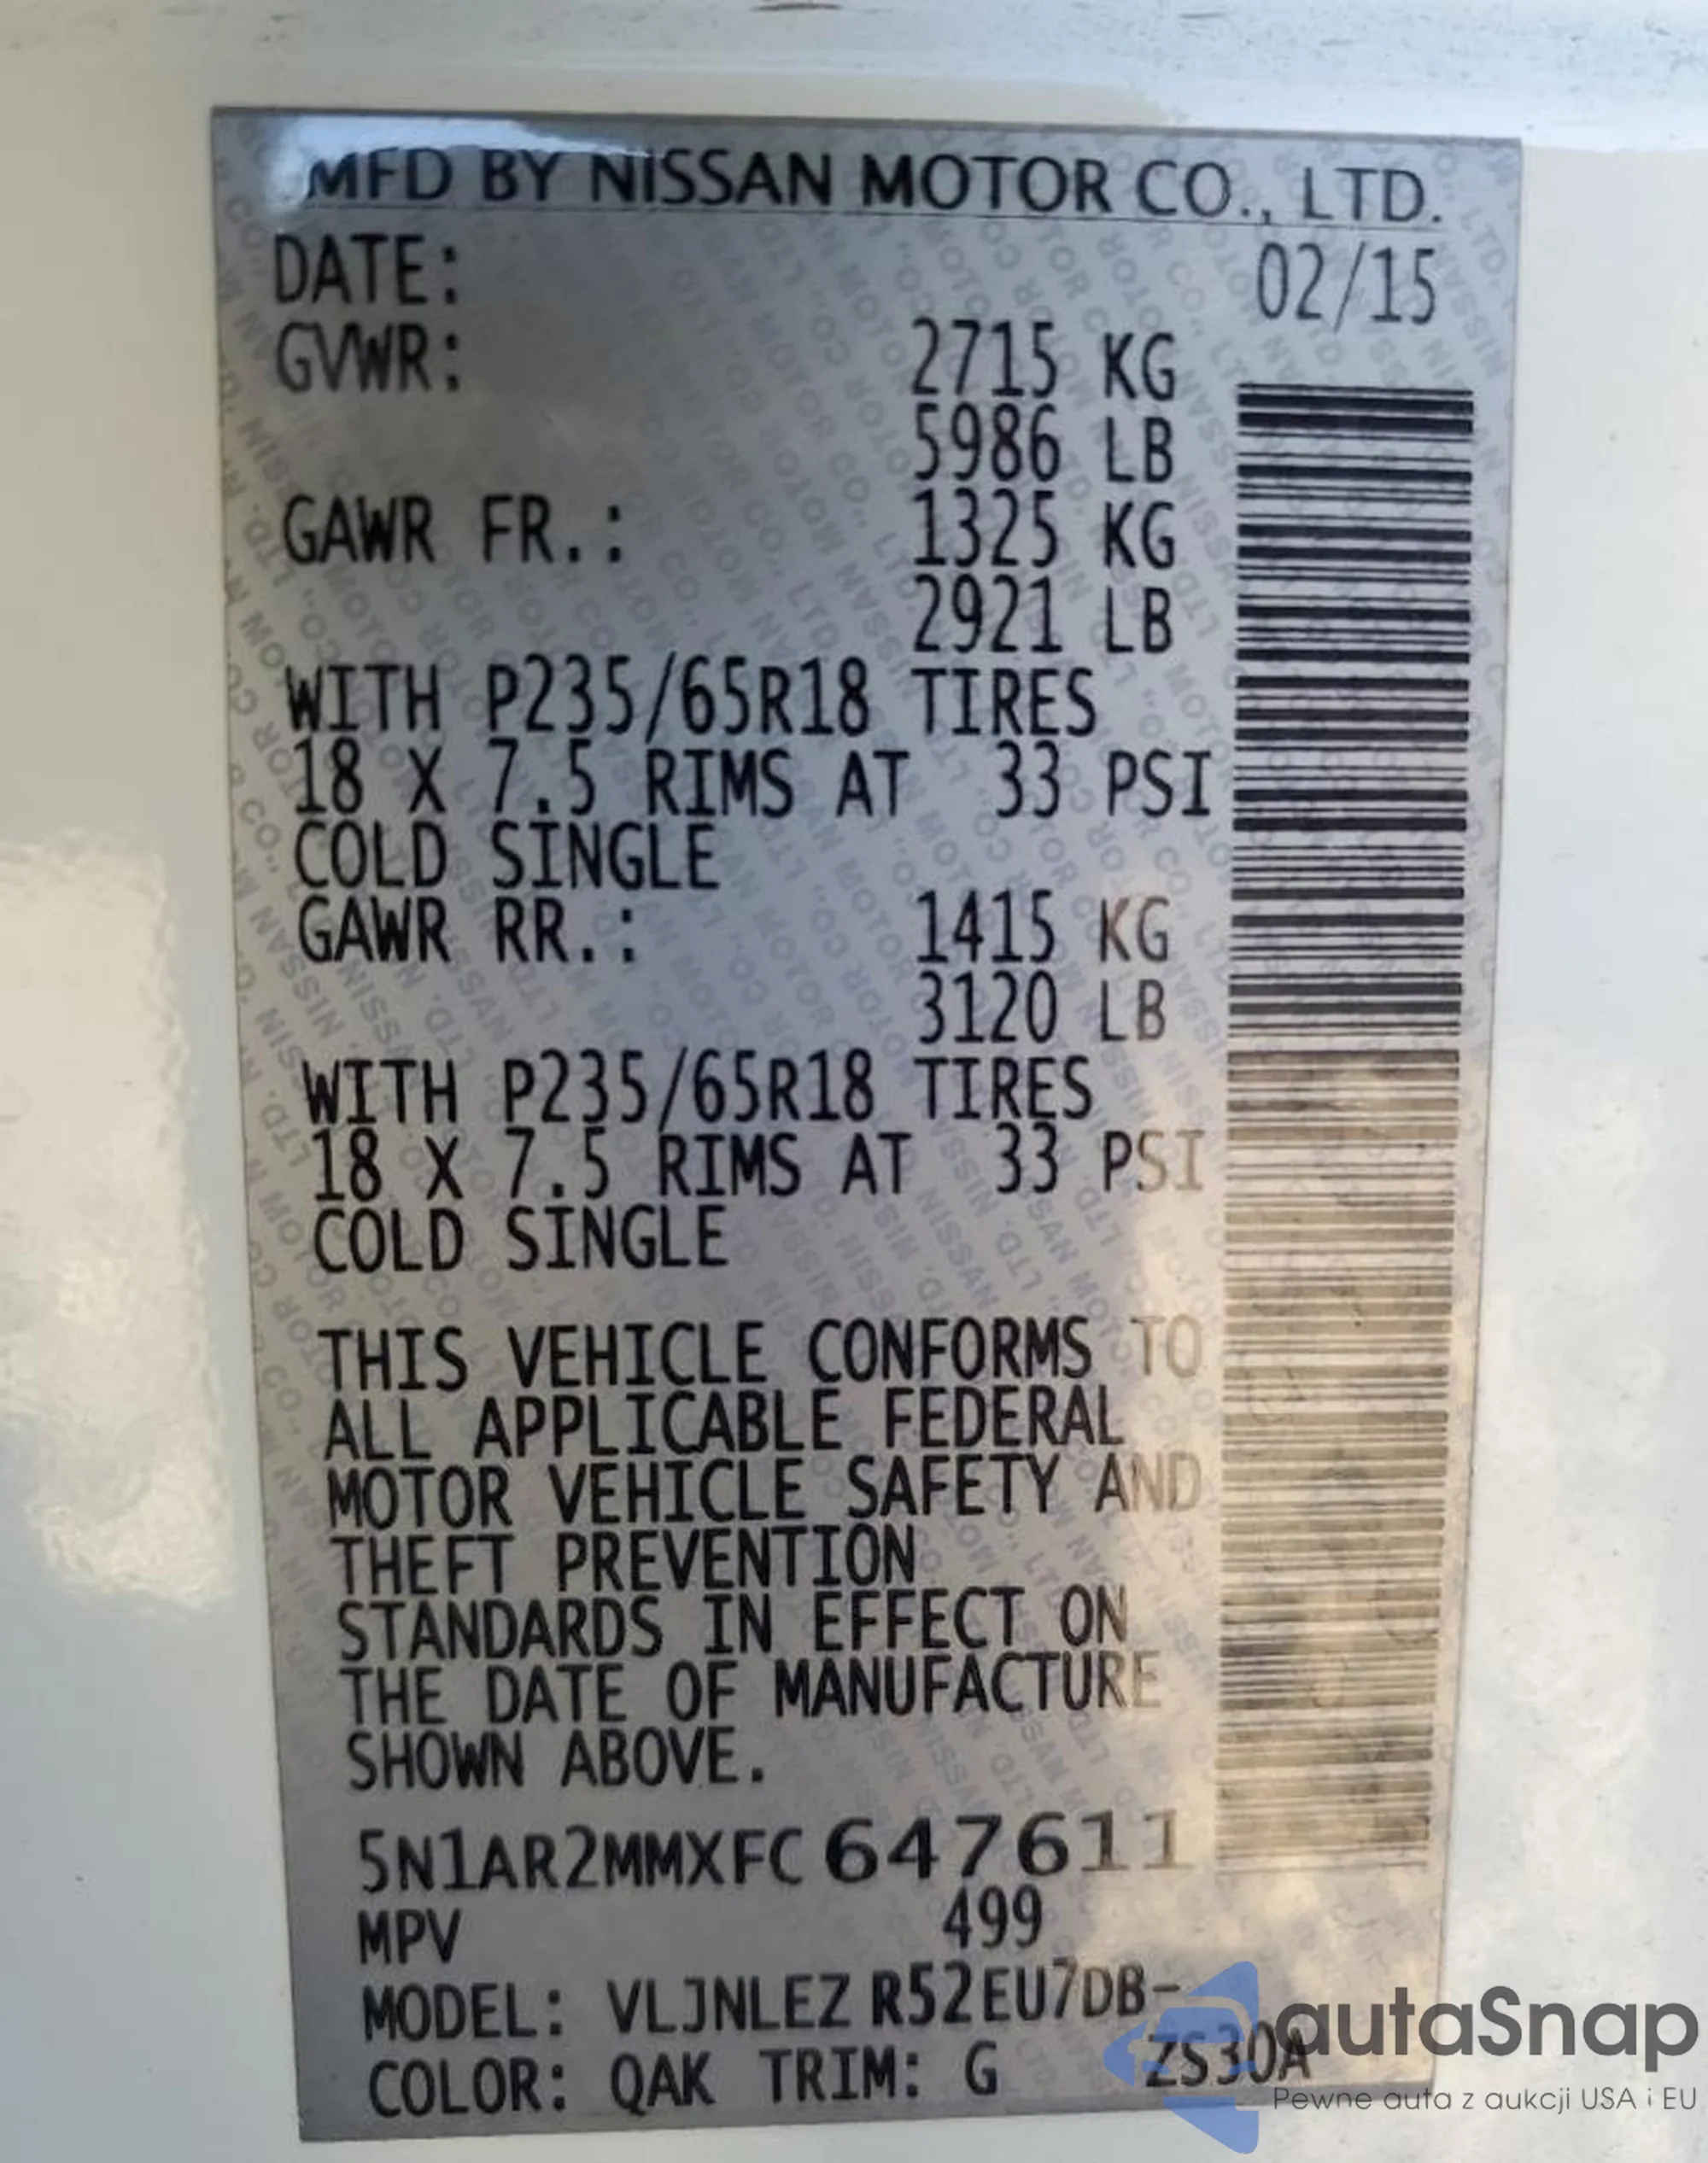 MFD BY NISSAN MOTOR CO., LTD.
DATE: 02/15
GVWR: 2715 KG
5986 LB
GAWR FR.: 1325 KG
2921 LB
WITH P235/65R18 TIRES
18 X 7.5 RIMS AT 33 PSI
COLD SINGLE
GAWR RR.: 1415 KG
3120 LB
WITH P235/65R18 TIRES
18 X 7.5 RIMS AT 33 PSI
COLD SINGLE
THIS VEHICLE CONFORMS TO
ALL APPLICABLE FEDERAL
MOTOR VEHICLE SAFETY AND
THEFT PREVENTION
STANDARDS IN EFFECT ON
THE DATE OF MANUFACTURE
SHOWN ABOVE.
5N1AR2MMXFC647611
MPV 499
MODEL: VLJNLEZ R52EU7DB-
COLOR: QAK TRIM: G ZS30A
autaSnap
Pewne auta z aukcji USA i EU